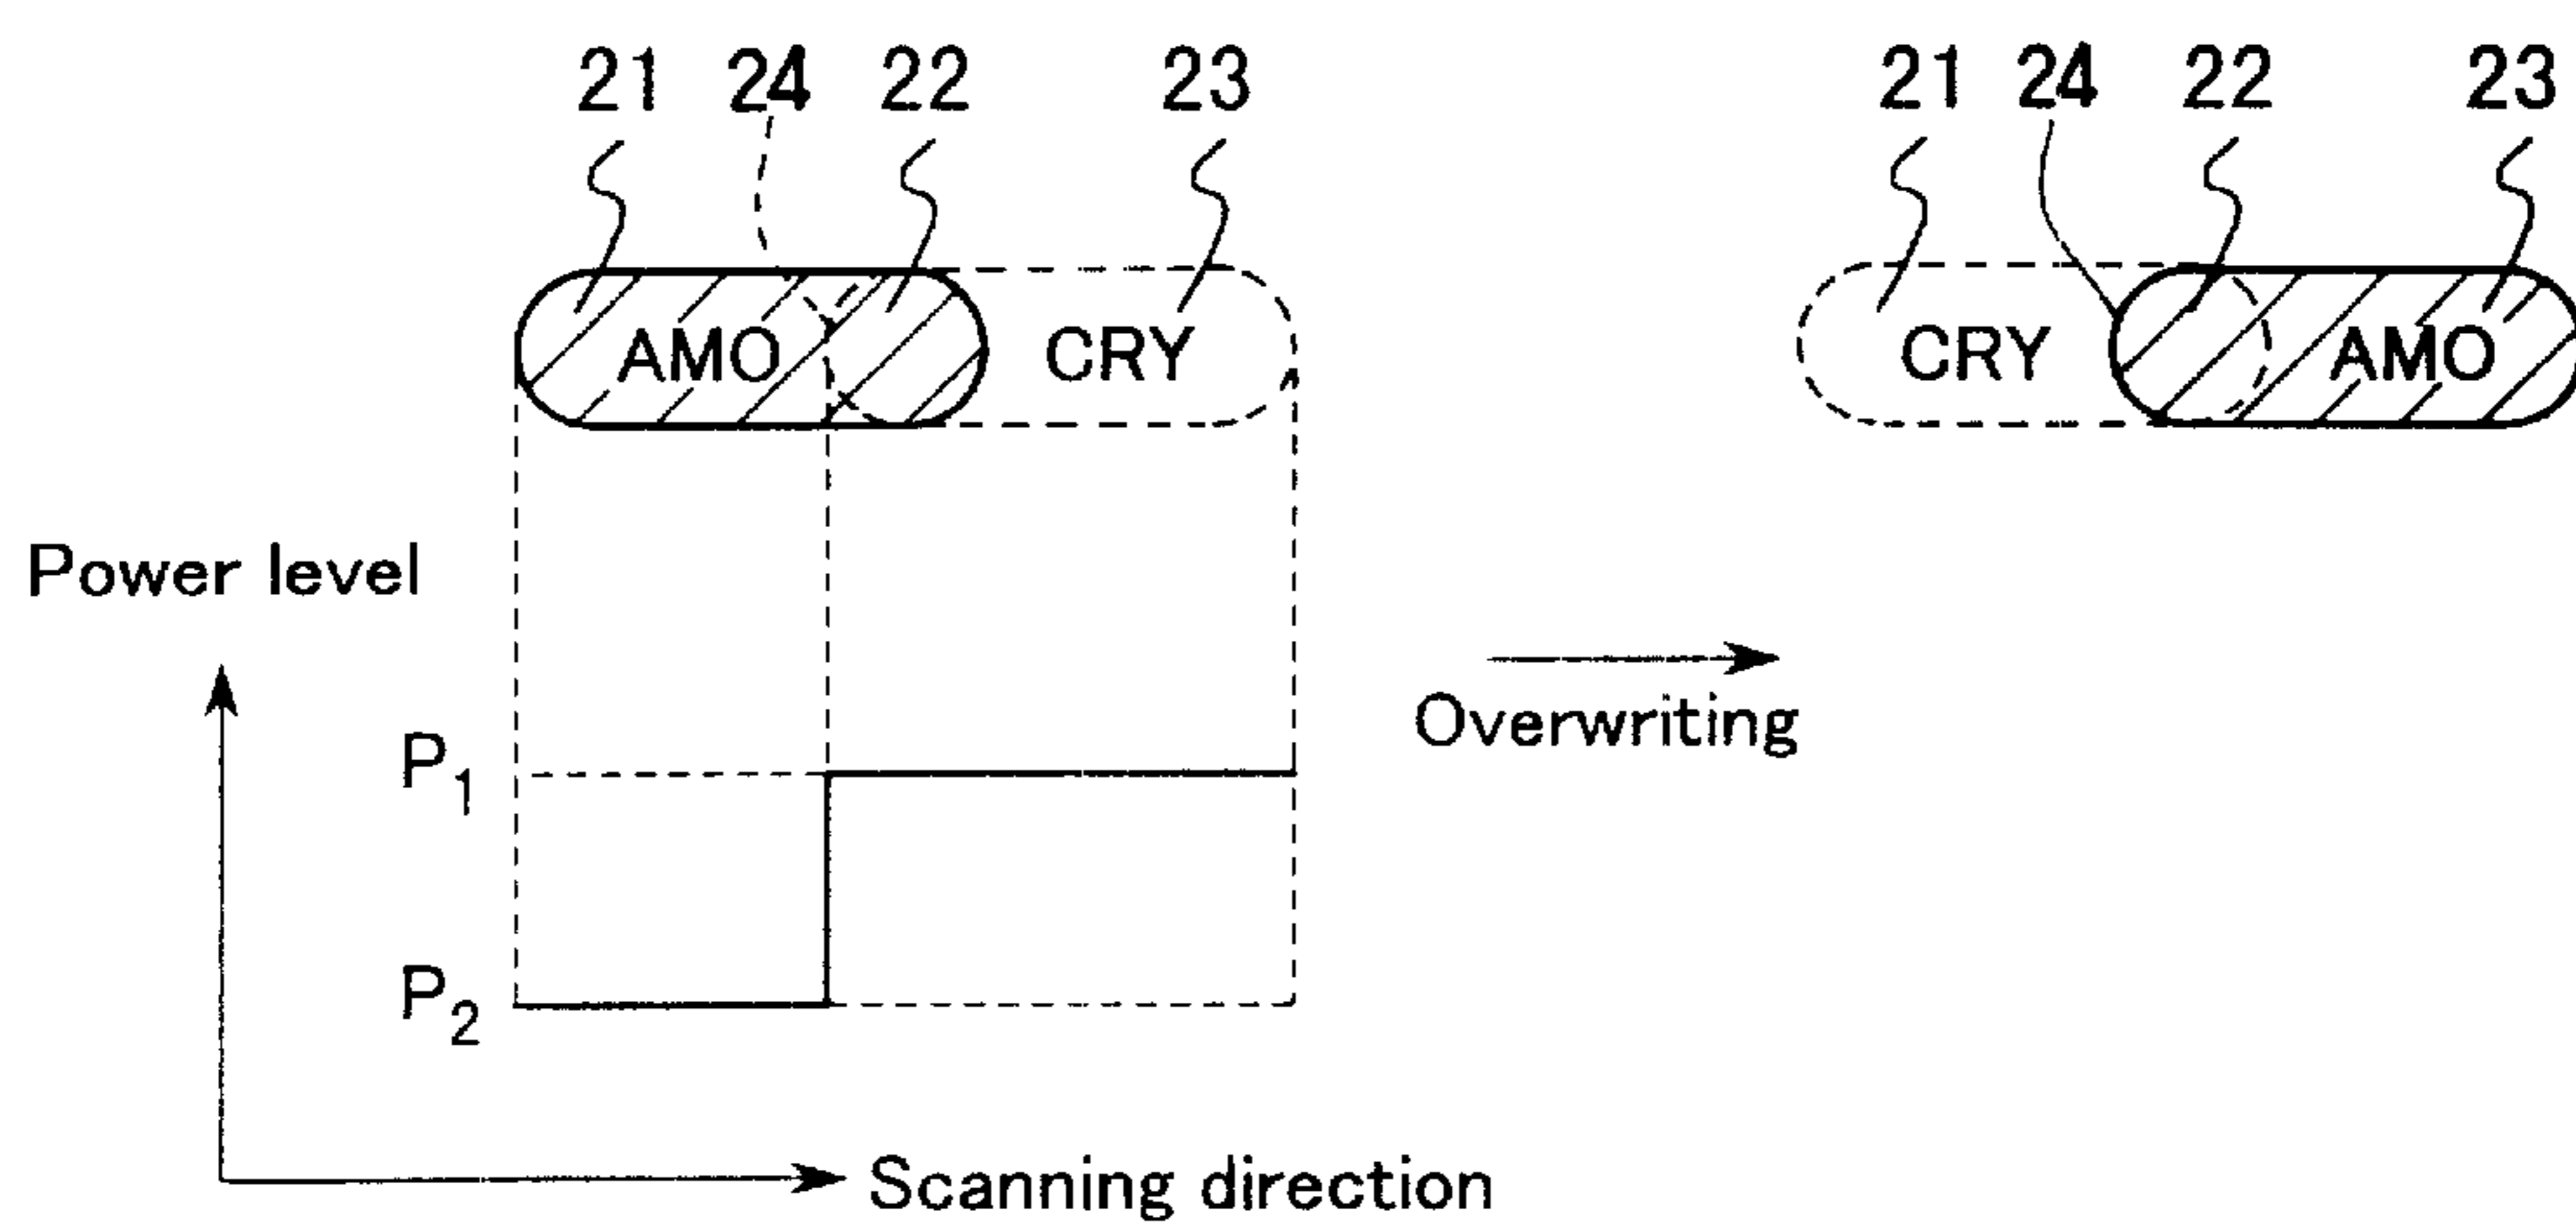 21 24 22 23 21 24 22 23
AMO CRY CRY AMO
Power level
P1
Overwriting
P2
Scanning direction